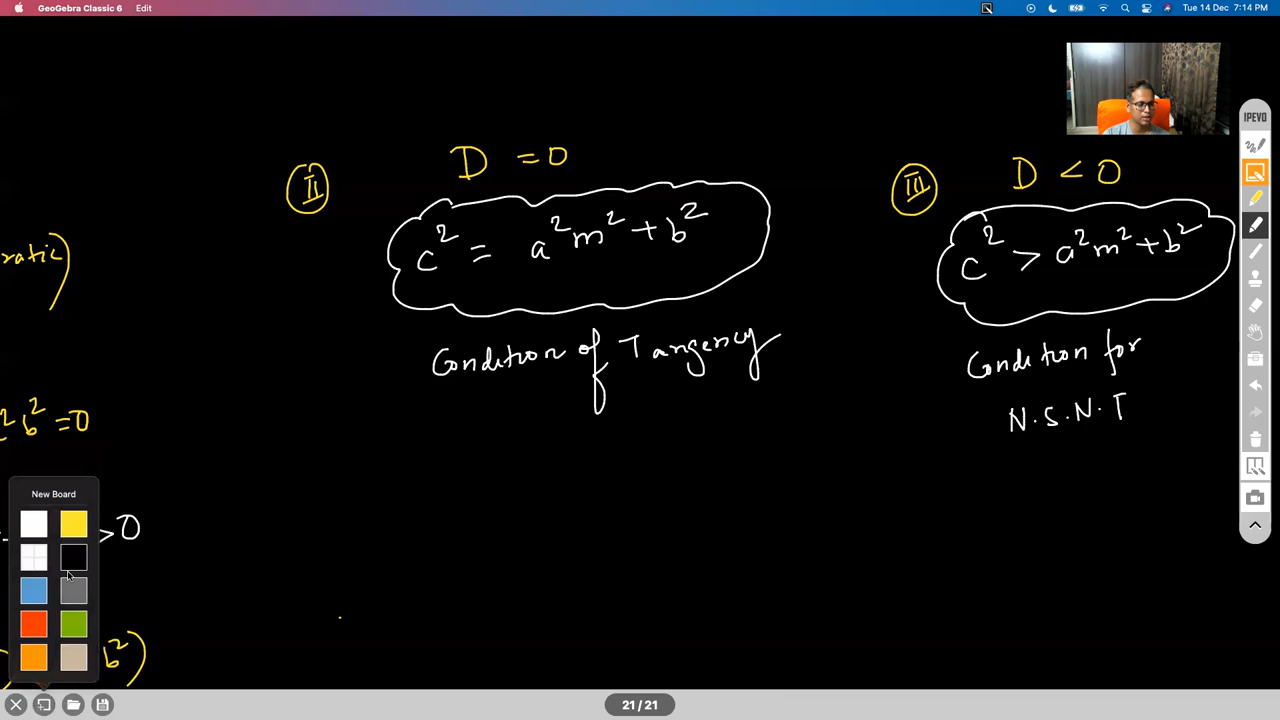 GeoGebra Classic 6 Edit
Tue 14 Dec 7:14 PM
IPEVO
II D = 0
c² = a²m² + b²
Condition of Tangency
III D < 0
c² > a²m² + b²
Condition for
N.S.N.T
ratic)
²b² = 0
> 0
b²)
New Board
21 / 21